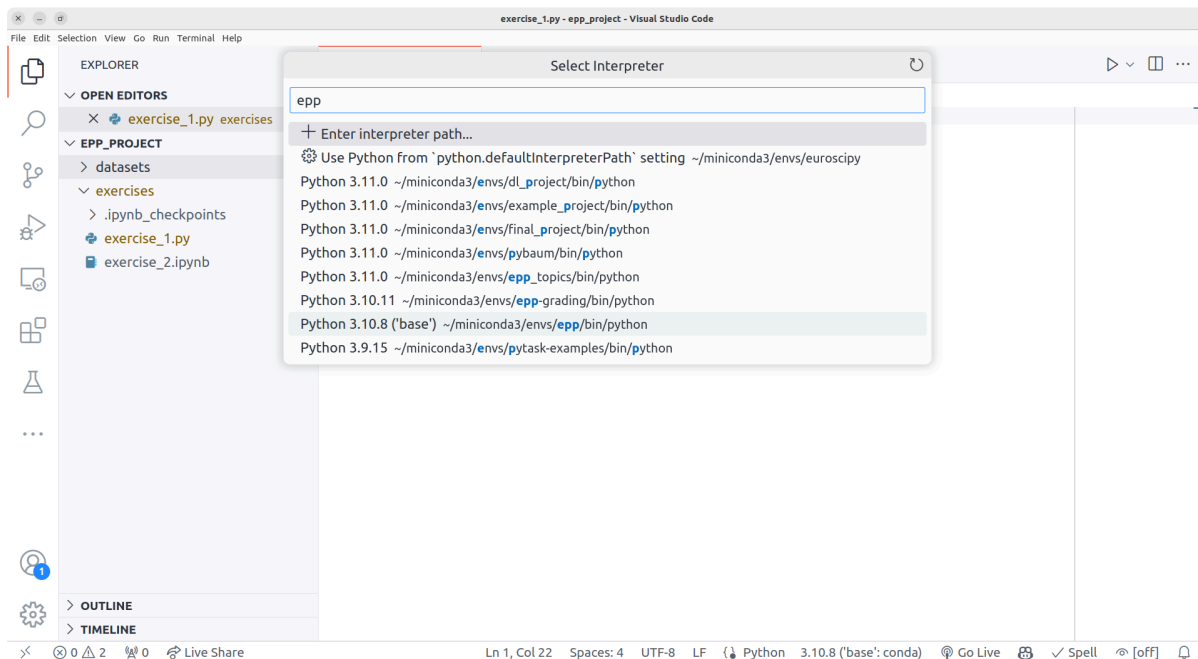 exercise_1.py - epp_project - Visual Studio Code
File Edit Selection View Go Run Terminal Help
EXPLORER
OPEN EDITORS
exercise_1.py exercises
EPP_PROJECT
datasets
exercises
.ipynb_checkpoints
exercise_1.py
exercise_2.ipynb
OUTLINE
TIMELINE
Select Interpreter
epp
Enter interpreter path...
Use Python from `python.defaultInterpreterPath` setting ~/miniconda3/envs/euroscipy
Python 3.11.0 ~/miniconda3/envs/dl_project/bin/python
Python 3.11.0 ~/miniconda3/envs/example_project/bin/python
Python 3.11.0 ~/miniconda3/envs/final_project/bin/python
Python 3.11.0 ~/miniconda3/envs/pybaum/bin/python
Python 3.11.0 ~/miniconda3/envs/epp_topics/bin/python
Python 3.10.11 ~/miniconda3/envs/epp-grading/bin/python
Python 3.10.8 ('base') ~/miniconda3/envs/epp/bin/python
Python 3.9.15 ~/miniconda3/envs/pytask-examples/bin/python
1
0 2 0 Live Share Ln 1, Col 22 Spaces: 4 UTF-8 LF Python 3.10.8 ('base': conda) Go Live Spell [off]